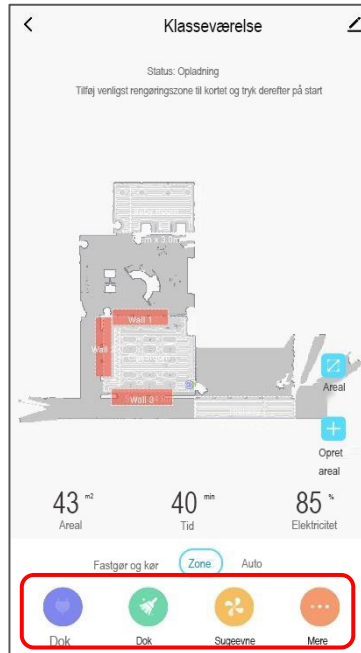 Klasseværelse
Status: Opladning
Tilføj venligst rengøringszone til kortet og tryk derefter på start
m x 3.0m
Wall 1
Wall
Wall 3
Areal
Opret
areal
43 m² 40 min 85 %
Areal Tid Elektricitet
Fastgør og kør Zone Auto
Dok Dok Sugeevne Mere